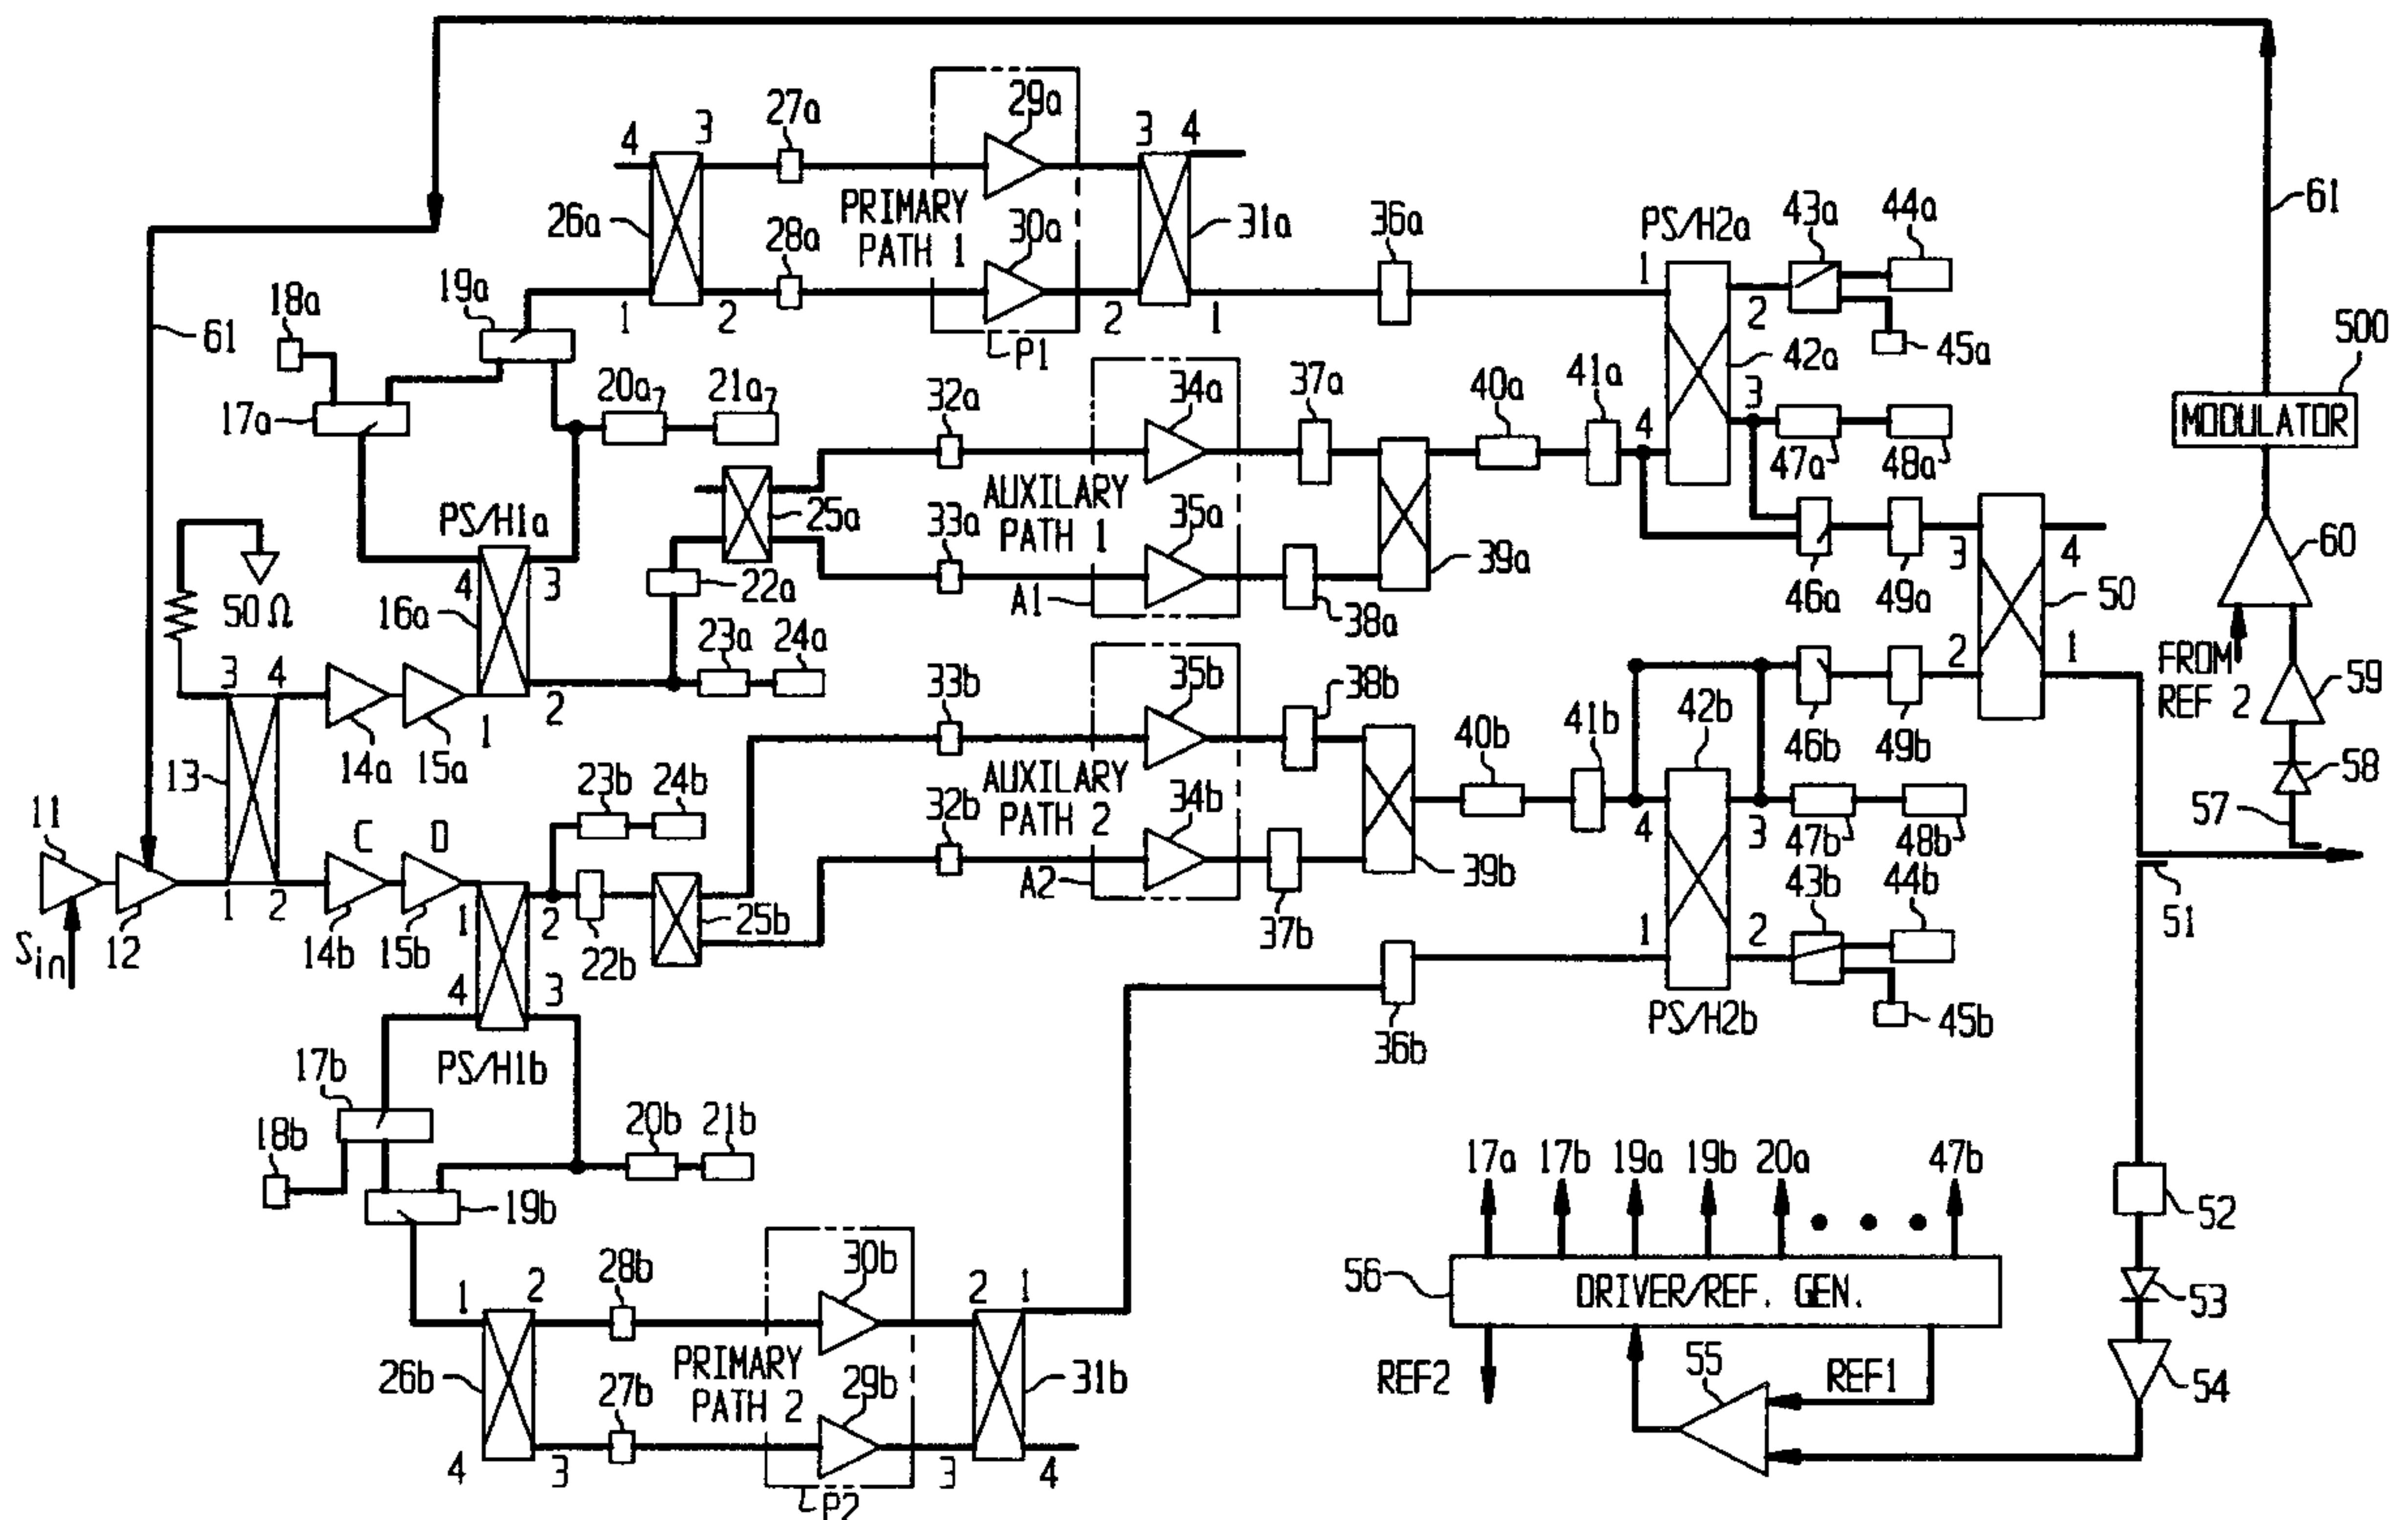 29a
27a
4
3
3
4
26a
PRIMARY
PATH 1
28a
30a
31a
36a
PS/H2a
43a
44a
61
1
1
2
2
1
2
45a
42a
500
19a
18a
61
17a
P1
20a
21a
32a
34a
37a
40a
41a
3
4
47a
48a
MODULATOR
PS/H1a
25a
33a
AUXILARY
PATH 1
35a
39a
3
4
46a
49a
50
60
4
3
50 Ω
16a
22a
A1
38a
23a
24a
2
1
FROM
REF 2
59
3
4
1
2
33b
35b
38b
42b
46b
49b
13
14a
15a
AUXILARY
PATH 2
40b
41b
58
23b
24b
32b
34b
57
11
C
D
4
3
47b
48b
A2
39b
43b
44b
1
2
1
2
25b
51
Sin
12
14b
15b
22b
37b
1
2
4
3
36b
PS/H2b
45b
PS/H1b
17b
18b
20b
21b
17a
17b
19a
19b
20a
47b
19b
52
56
DRIVER/REF. GEN.
53
30b
28b
1
2
2
1
55
REF2
REF1
54
26b
PRIMARY
PATH 2
27b
29b
31b
4
3
3
4
P2